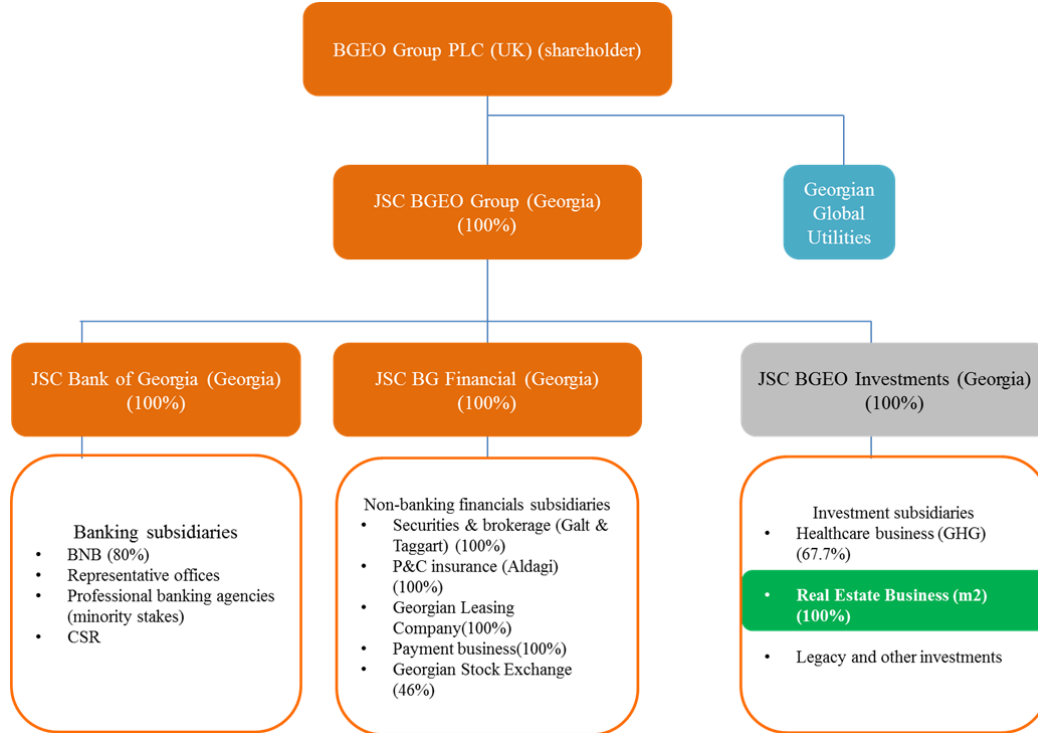 BGEO Group PLC (UK) (shareholder)
JSC BGEO Group (Georgia)
(100%)
Georgian
Global
Utilities
JSC Bank of Georgia (Georgia)
(100%)
JSC BG Financial (Georgia)
(100%)
JSC BGEO Investments (Georgia)
(100%)
Banking subsidiaries
• BNB (80%)
• Representative offices
• Professional banking agencies
(minority stakes)
• CSR
Non-banking financials subsidiaries
• Securities & brokerage (Galt &
Taggart) (100%)
• P&C insurance (Aldagi)
(100%)
• Georgian Leasing
Company(100%)
• Payment business(100%)
• Georgian Stock Exchange
(46%)
Investment subsidiaries
• Healthcare business (GHG)
(67.7%)
• Real Estate Business (m2)
(100%)
• Legacy and other investments